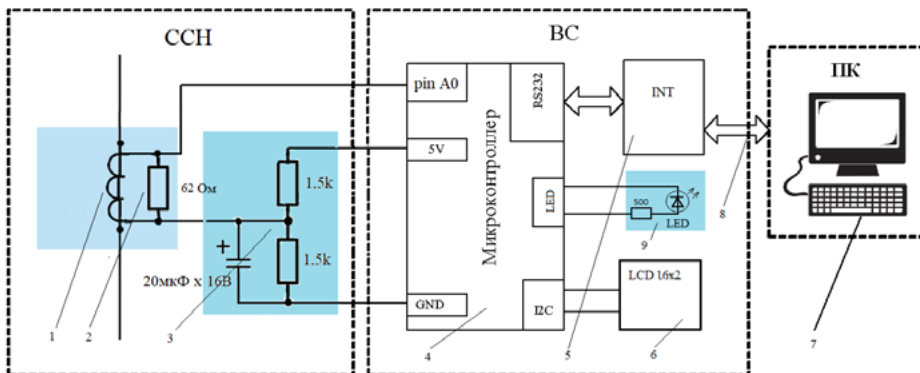 ССН
ВС
ПК
pin A0
5V
GND
Микроконтроллер
RS232
LED
I2C
INT
500
LED
LCD 16x2
62 Ом
1.5k
1.5k
+
20мкФ х 16В
1
2
3
4
5
6
7
8
9